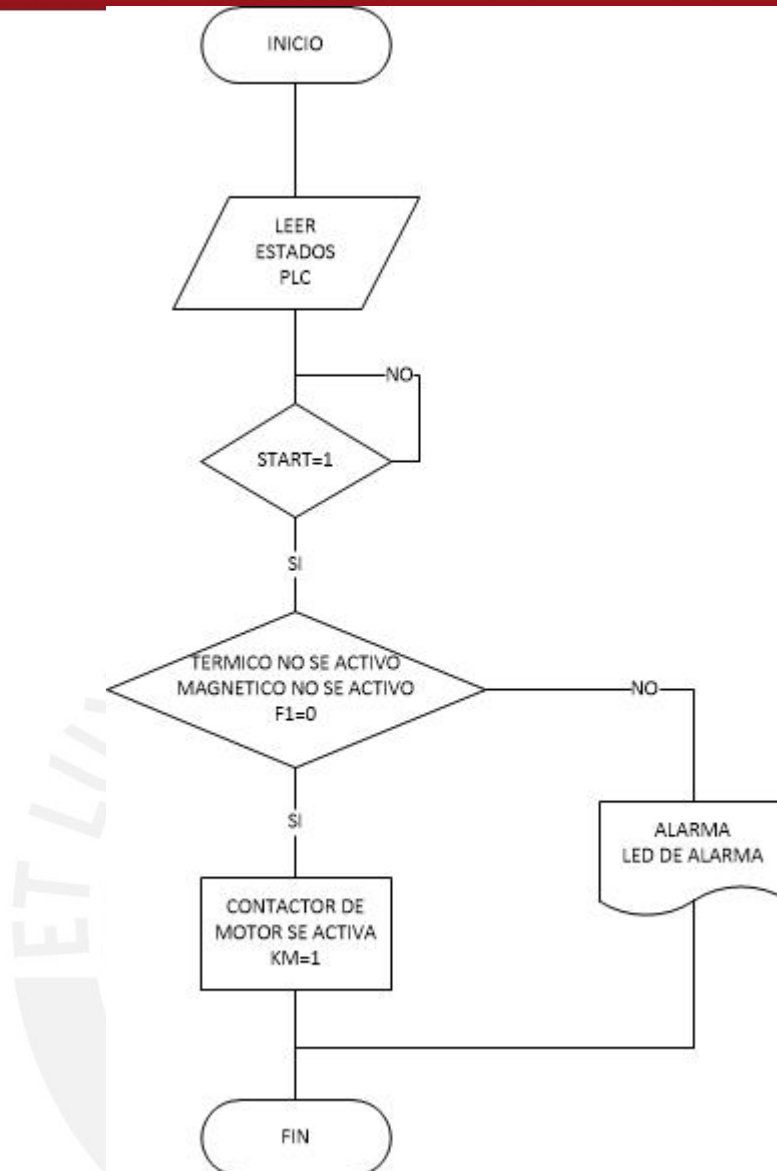 INICIO
LEER
ESTADOS
PLC
NO
START=1
SI
TERMICO NO SE ACTIVO
MAGNETICO NO SE ACTIVO
F1=0
NO
SI
ALARMA
LED DE ALARMA
CONTACTOR DE
MOTOR SE ACTIVA
KM=1
FIN